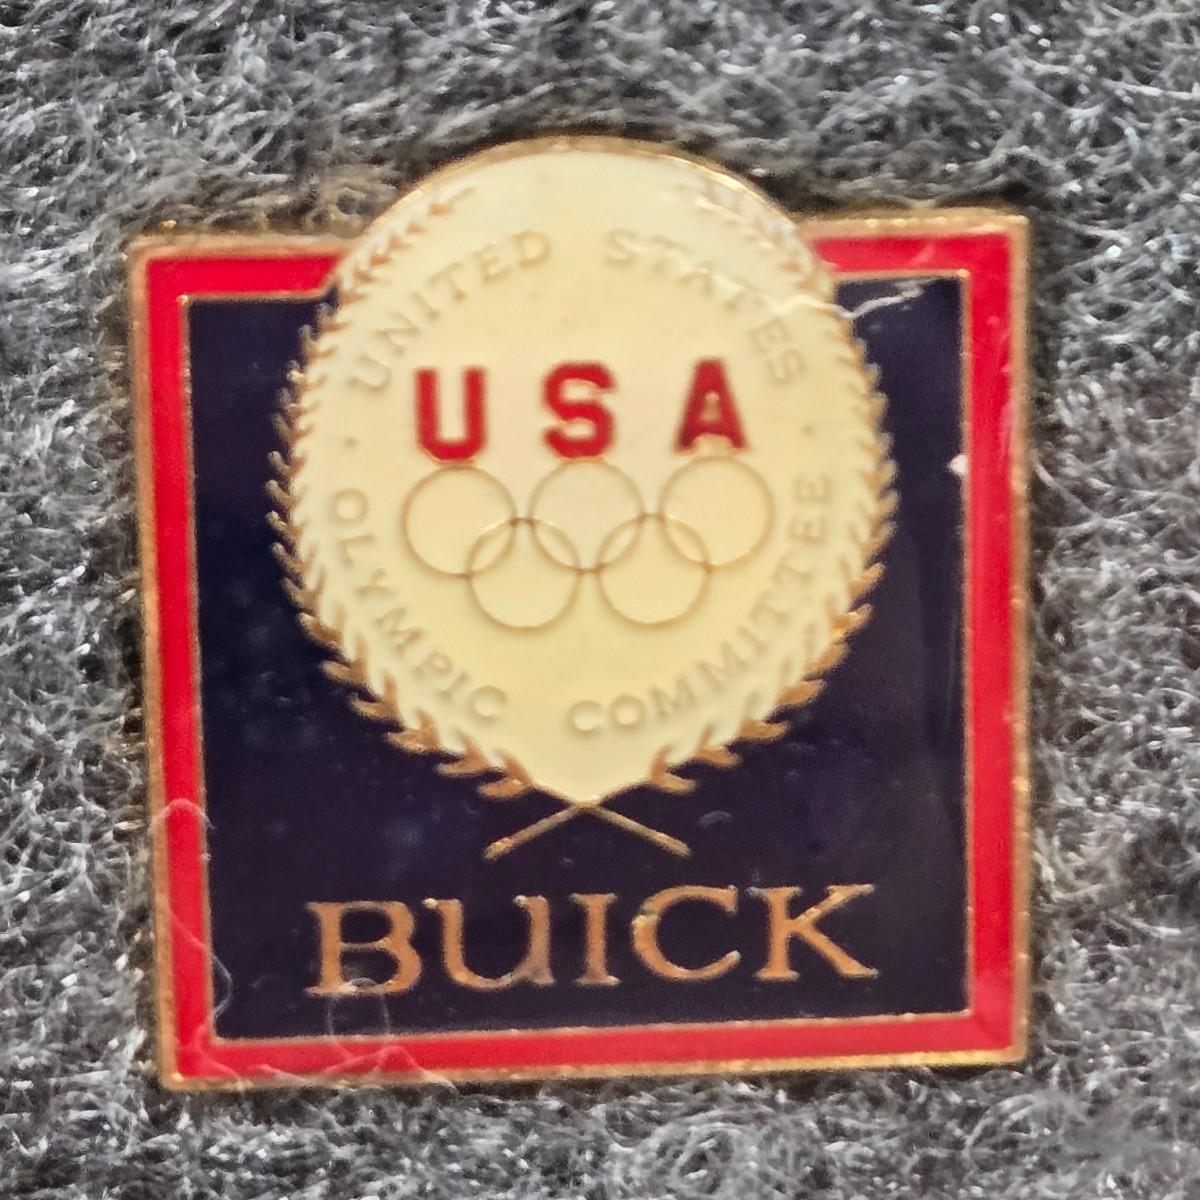 UNITED STATES
USA
OLYMPIC COMMITTEE
BUICK